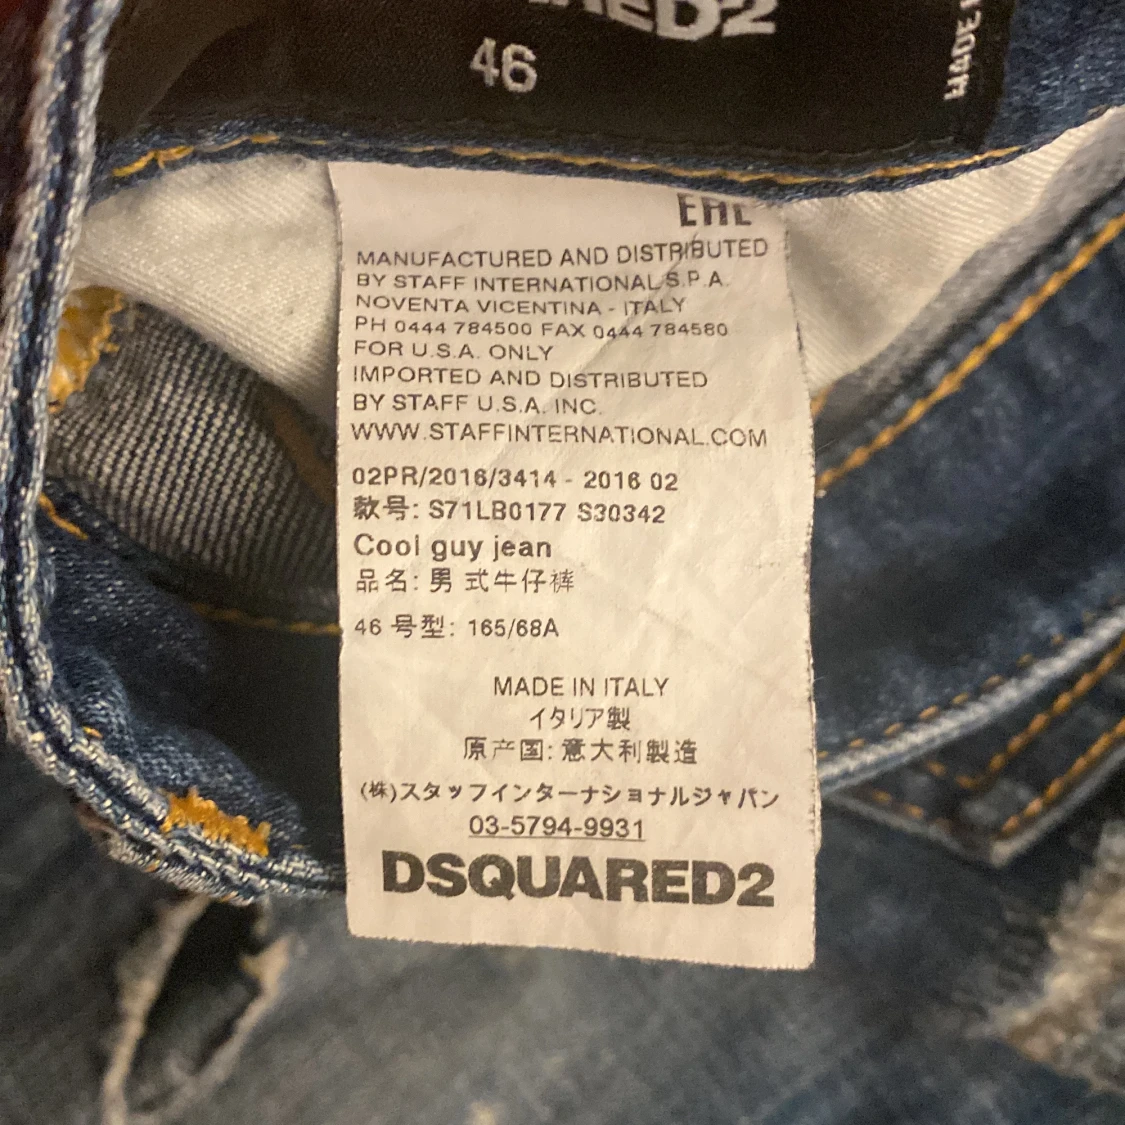 46
MADE
EAC
MANUFACTURED AND DISTRIBUTED
BY STAFF INTERNATIONAL S.P.A.
NOVENTA VICENTINA - ITALY
PH 0444 784500 FAX 0444 784580
FOR U.S.A. ONLY
IMPORTED AND DISTRIBUTED
BY STAFF U.S.A. INC.
WWW.STAFFINTERNATIONAL.COM
02PR/2016/3414 - 2016 02
款号: S71LB0177 S30342
Cool guy jean
品名: 男 式牛仔裤
46 号型: 165/68A
MADE IN ITALY
イタリア製
原产国: 意大利製造
(株)スタッフインターナショナルジャパン
03-5794-9931
DSQUARED2